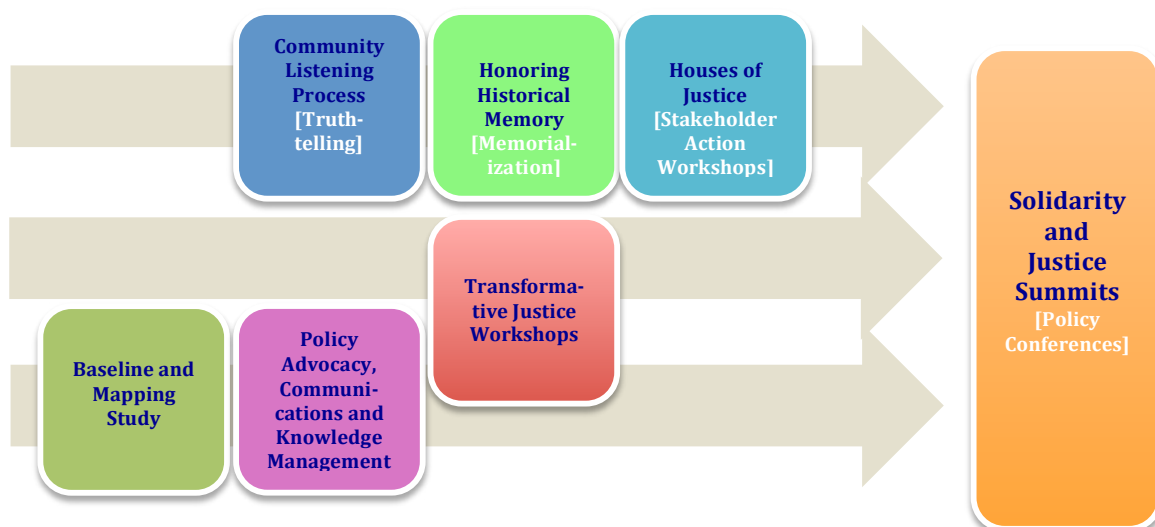 Community
Listening
Process
[Truth-
telling]
Honoring
Historical
Memory
[Memorial-
ization]
Houses of
Justice
[Stakeholder
Action
Workshops]
Transforma-
tive Justice
Workshops
Baseline and
Mapping
Study
Policy
Advocacy,
Communi-
cations and
Knowledge
Management
Solidarity
and
Justice
Summits
[Policy
Conferences]